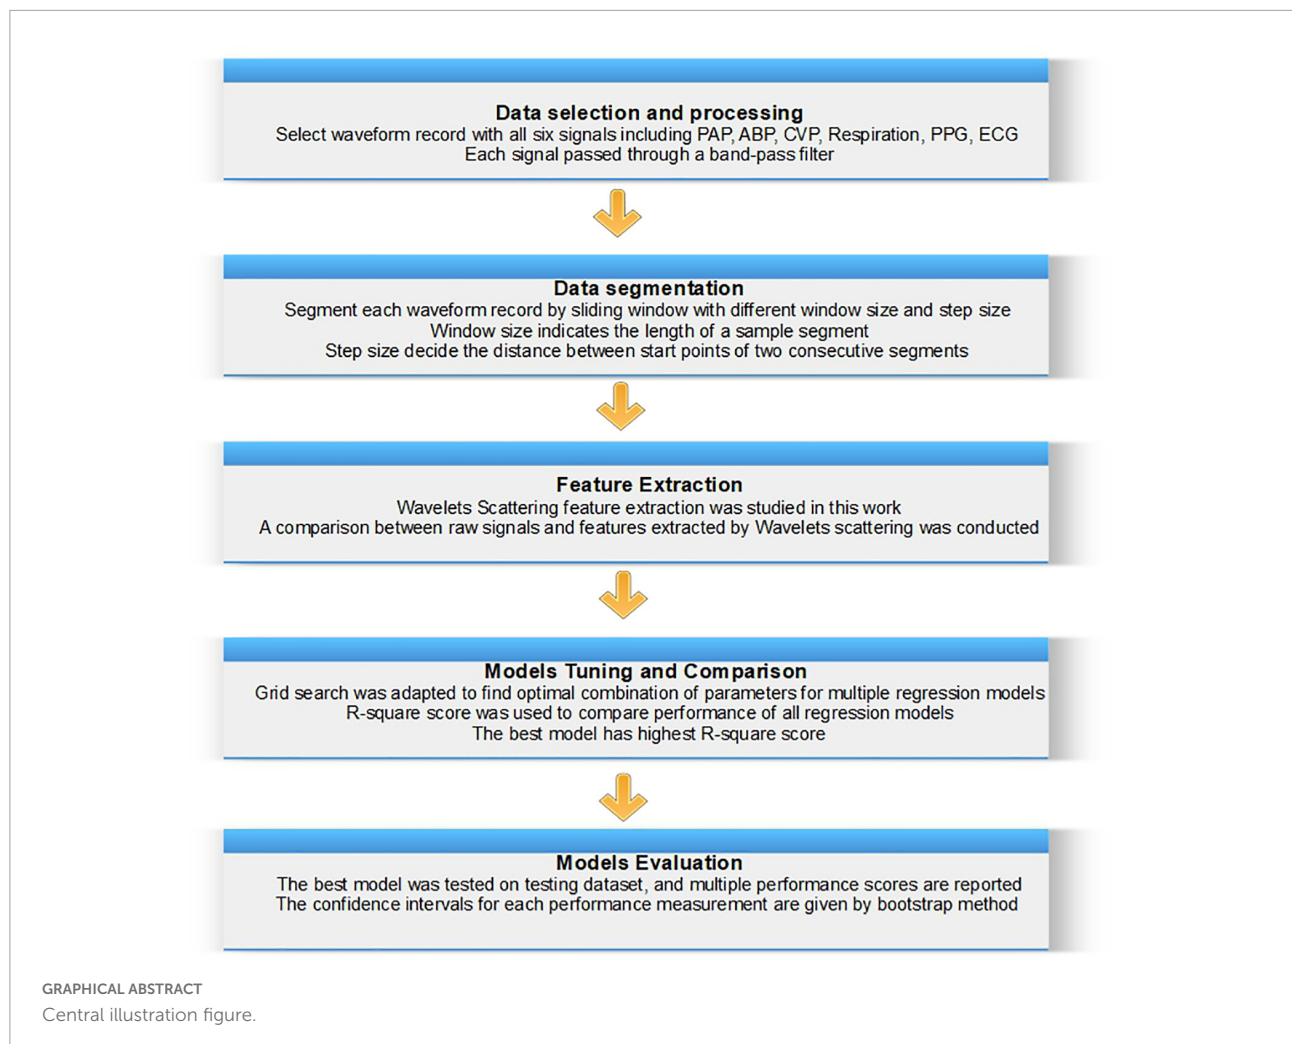 Data selection and processing
Select waveform record with all six signals including PAP, ABP, CVP, Respiration, PPG, ECG
Each signal passed through a band-pass filter
Data segmentation
Segment each waveform record by sliding window with different window size and step size
Window size indicates the length of a sample segment
Step size decide the distance between start points of two consecutive segments
Feature Extraction
Wavelets Scattering feature extraction was studied in this work
A comparison between raw signals and features extracted by Wavelets scattering was conducted
Models Tuning and Comparison
Grid search was adapted to find optimal combination of parameters for multiple regression models
R-square score was used to compare performance of all regression models
The best model has highest R-square score
Models Evaluation
The best model was tested on testing dataset, and multiple performance scores are reported
The confidence intervals for each performance measurement are given by bootstrap method
GRAPHICAL ABSTRACT
Central illustration figure.